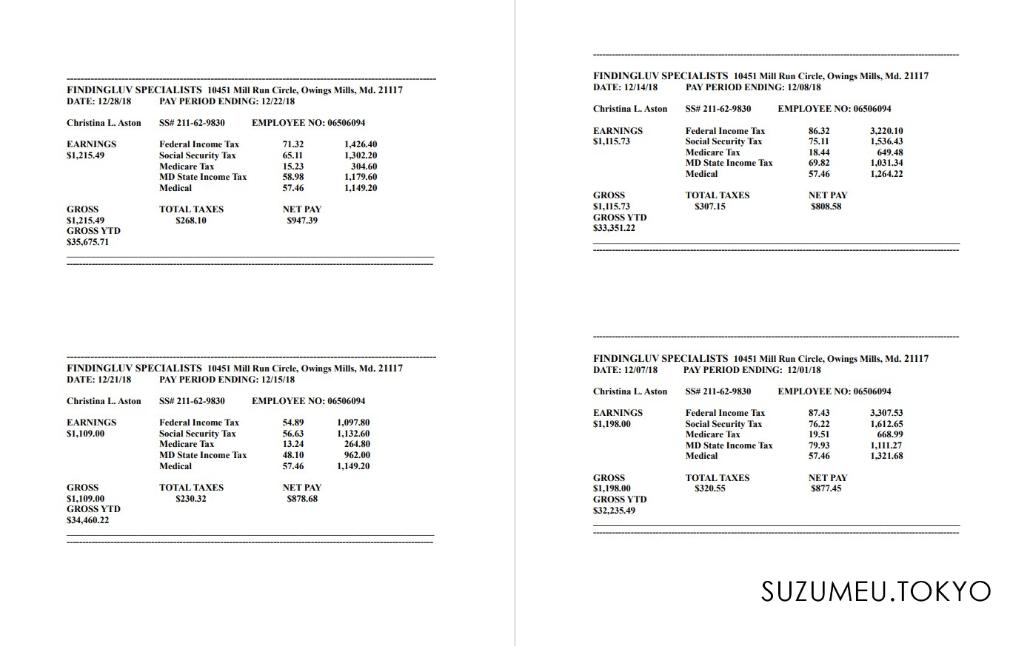 FINDINGLUV SPECIALISTS 10451 Mill Run Circle, Owings Mills, Md. 21117
DATE: 12/28/18 PAY PERIOD ENDING: 12/22/18
Christina L. Aston SS# 211-62-9830 EMPLOYEE NO: 06506094
EARNINGS Federal Income Tax 71.32 1,426.40
$1,215.49 Social Security Tax 65.11 1,302.20
Medicare Tax 15.23 304.60
MD State Income Tax 58.98 1,179.60
Medical 57.46 1,149.20
GROSS TOTAL TAXES NET PAY
$1,215.49 $268.10 $947.39
GROSS YTD
$35,675.71
FINDINGLUV SPECIALISTS 10451 Mill Run Circle, Owings Mills, Md. 21117
DATE: 12/21/18 PAY PERIOD ENDING: 12/15/18
Christina L. Aston SS# 211-62-9830 EMPLOYEE NO: 06506094
EARNINGS Federal Income Tax 54.89 1,097.80
$1,109.00 Social Security Tax 56.63 1,132.60
Medicare Tax 13.24 264.80
MD State Income Tax 48.10 962.00
Medical 57.46 1,149.20
GROSS TOTAL TAXES NET PAY
$1,109.00 $230.32 $878.68
GROSS YTD
$34,460.22
FINDINGLUV SPECIALISTS 10451 Mill Run Circle, Owings Mills, Md. 21117
DATE: 12/14/18 PAY PERIOD ENDING: 12/08/18
Christina L. Aston SS# 211-62-9830 EMPLOYEE NO: 06506094
EARNINGS Federal Income Tax 86.32 3,220.10
$1,115.73 Social Security Tax 75.11 1,536.43
Medicare Tax 18.44 649.48
MD State Income Tax 69.82 1,031.34
Medical 57.46 1,264.22
GROSS TOTAL TAXES NET PAY
$1,115.73 $307.15 $808.58
GROSS YTD
$33,351.22
FINDINGLUV SPECIALISTS 10451 Mill Run Circle, Owings Mills, Md. 21117
DATE: 12/07/18 PAY PERIOD ENDING: 12/01/18
Christina L. Aston SS# 211-62-9830 EMPLOYEE NO: 06506094
EARNINGS Federal Income Tax 87.43 3,307.53
$1,198.00 Social Security Tax 76.22 1,612.65
Medicare Tax 19.51 668.99
MD State Income Tax 79.93 1,111.27
Medical 57.46 1,321.68
GROSS TOTAL TAXES NET PAY
$1,198.00 $320.55 $877.45
GROSS YTD
$32,235.49
SUZUMEU.TOKYO